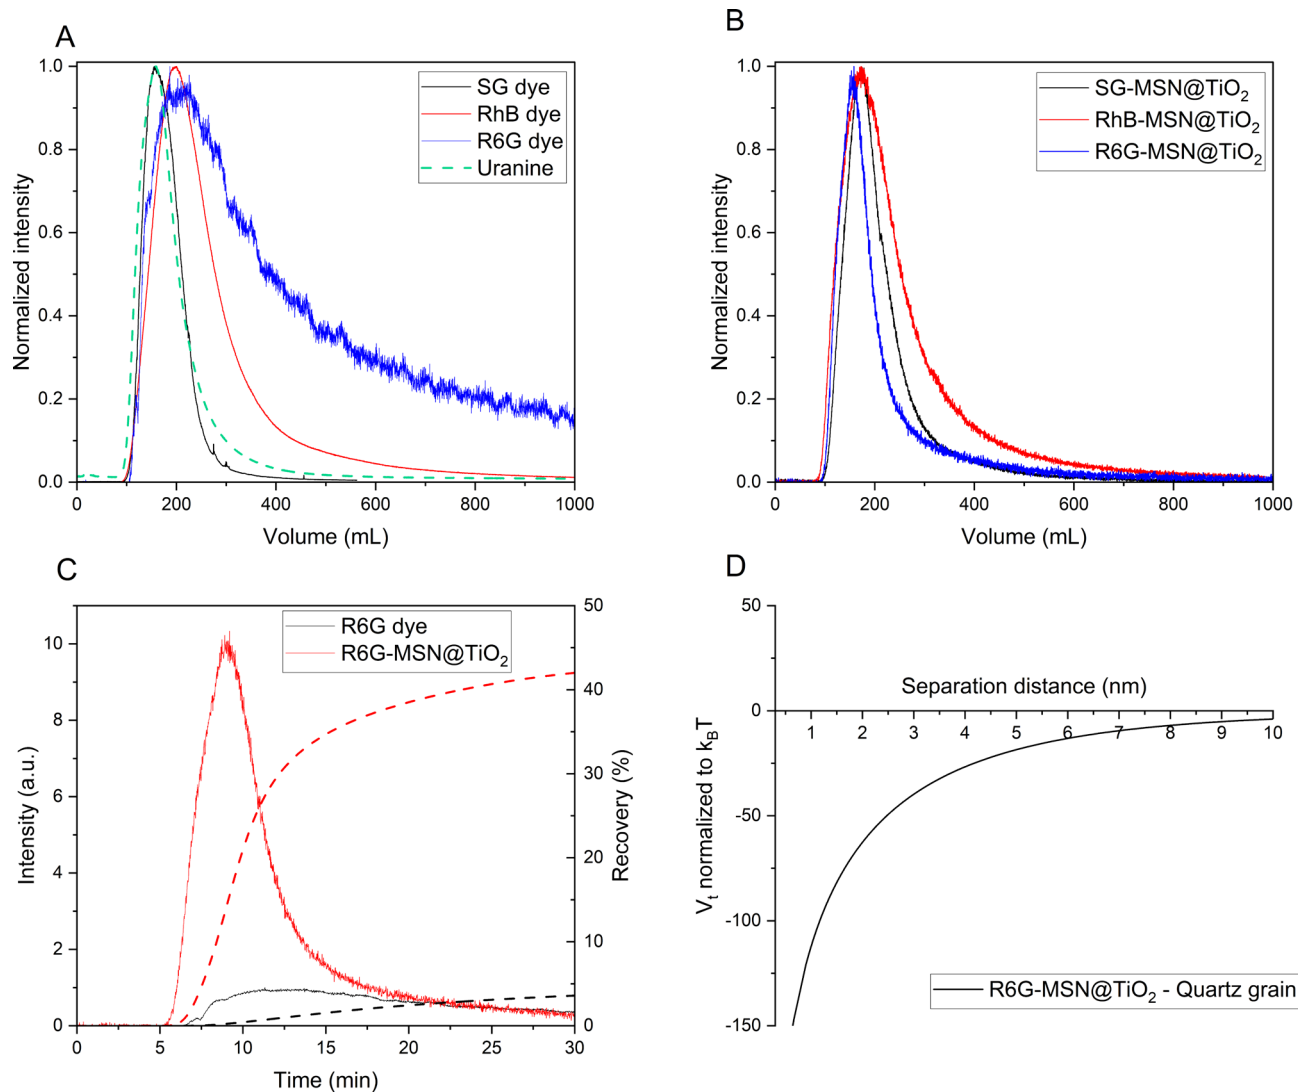 A
SG dye
RhB dye
R6G dye
Uranine
1.0
0.8
0.6
0.4
0.2
0.0
0 200 400 600 800 1000
Normalized intensity
Volume (mL)
B
SG-MSN@TiO₂
RhB-MSN@TiO₂
R6G-MSN@TiO₂
1.0
0.8
0.6
0.4
0.2
0.0
0 200 400 600 800 1000
Normalized intensity
Volume (mL)
C
R6G dye
R6G-MSN@TiO₂
10
8
6
4
2
0
50
40
30
20
10
0
0 5 10 15 20 25 30
Intensity (a.u.)
Recovery (%)
Time (min)
D
50
0
-50
-100
-150
Separation distance (nm)
1 2 3 4 5 6 7 8 9 10
Vₜ normalized to k_BT
R6G-MSN@TiO₂ - Quartz grain